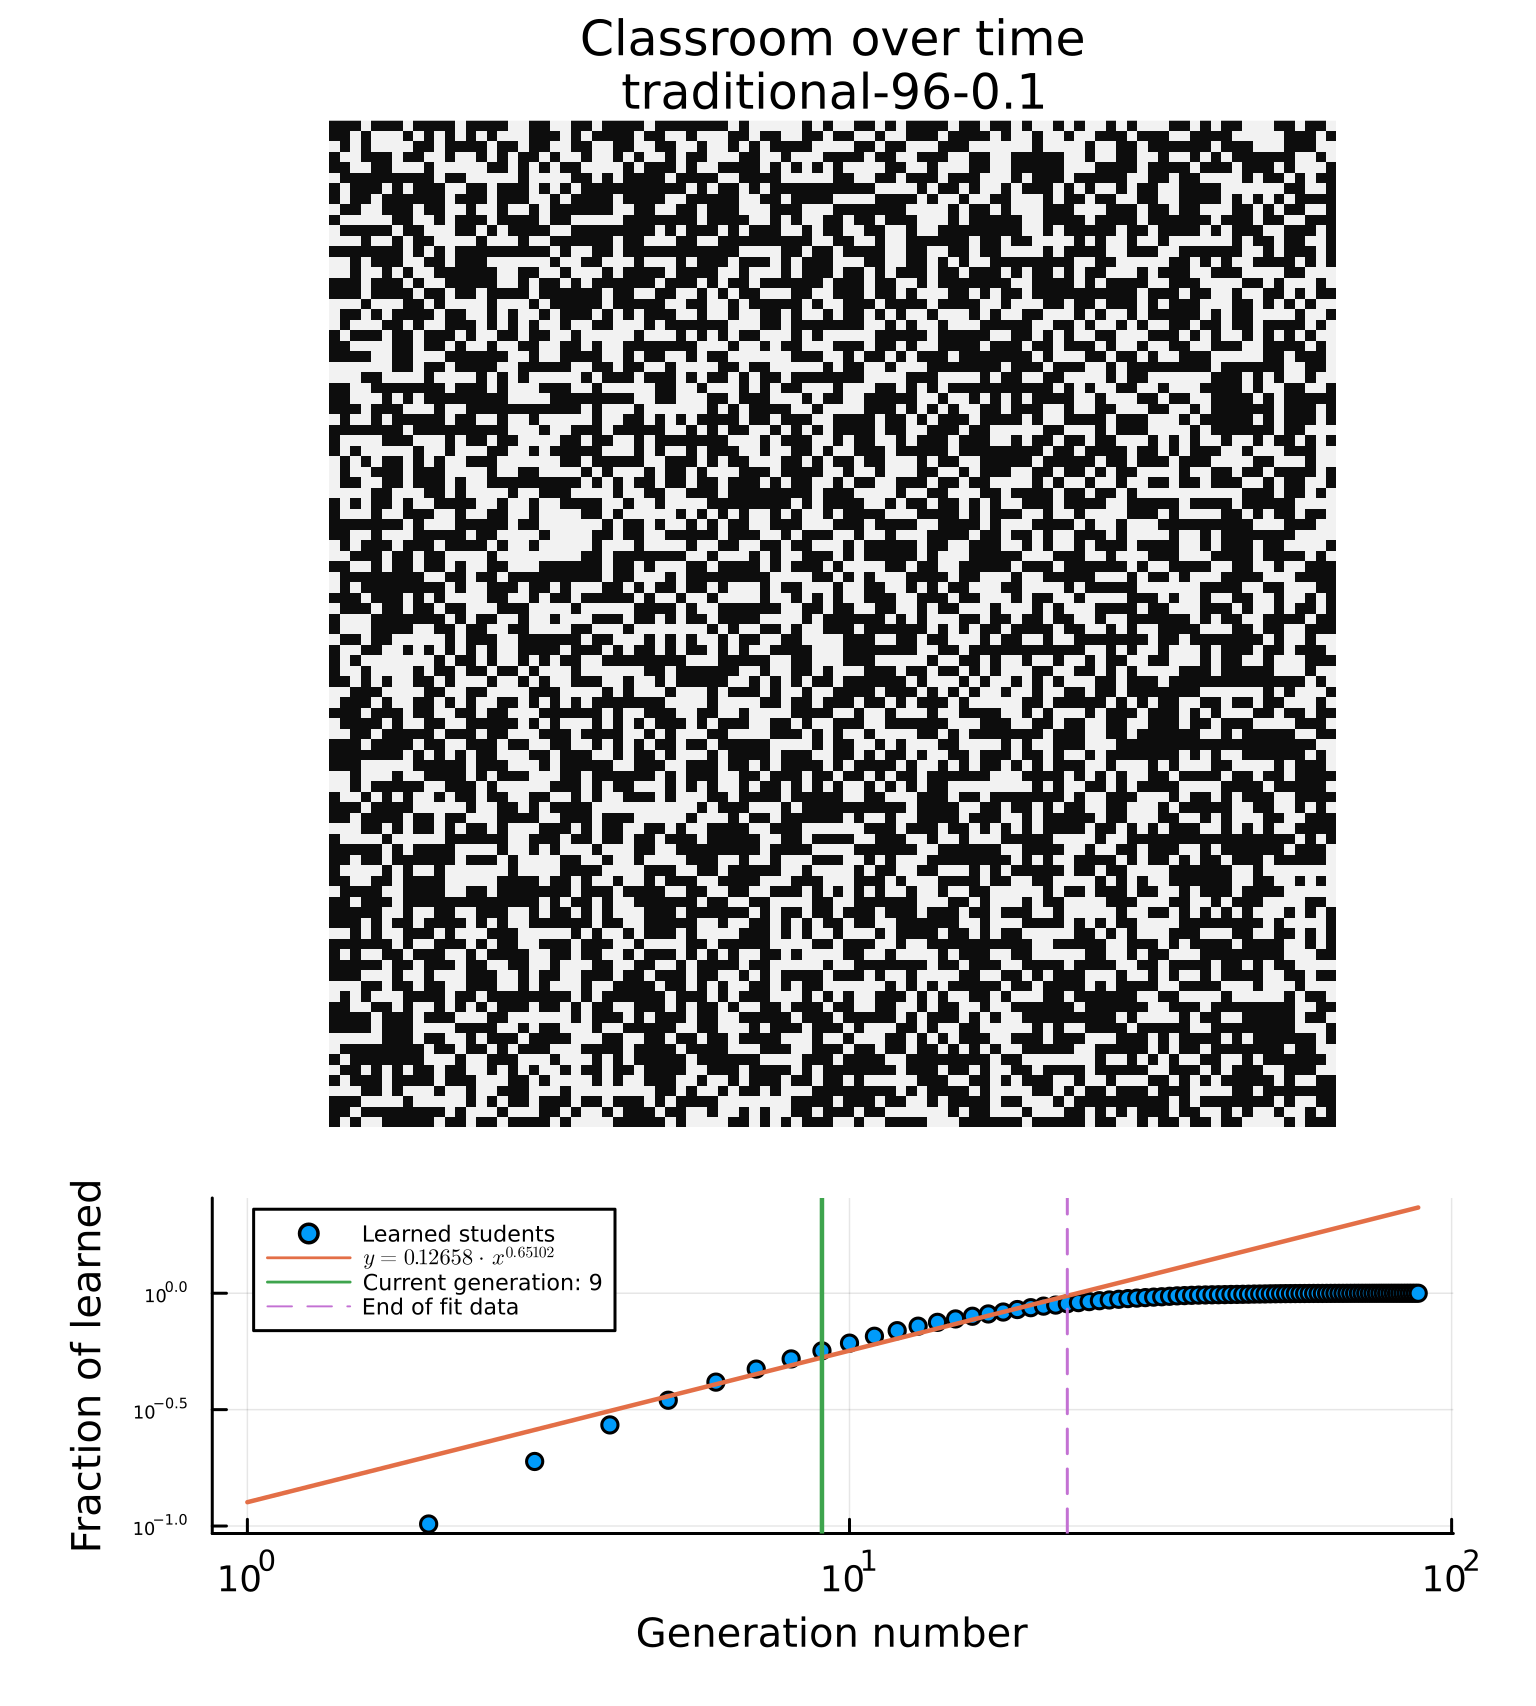 Classroom over time
traditional-96-0.1
Fraction of learned
Learned students
y = 0.12658 · x^0.65102
Current generation: 9
End of fit data
10^0.0
10^−0.5
10^−1.0
10^0
10^1
10^2
Generation number